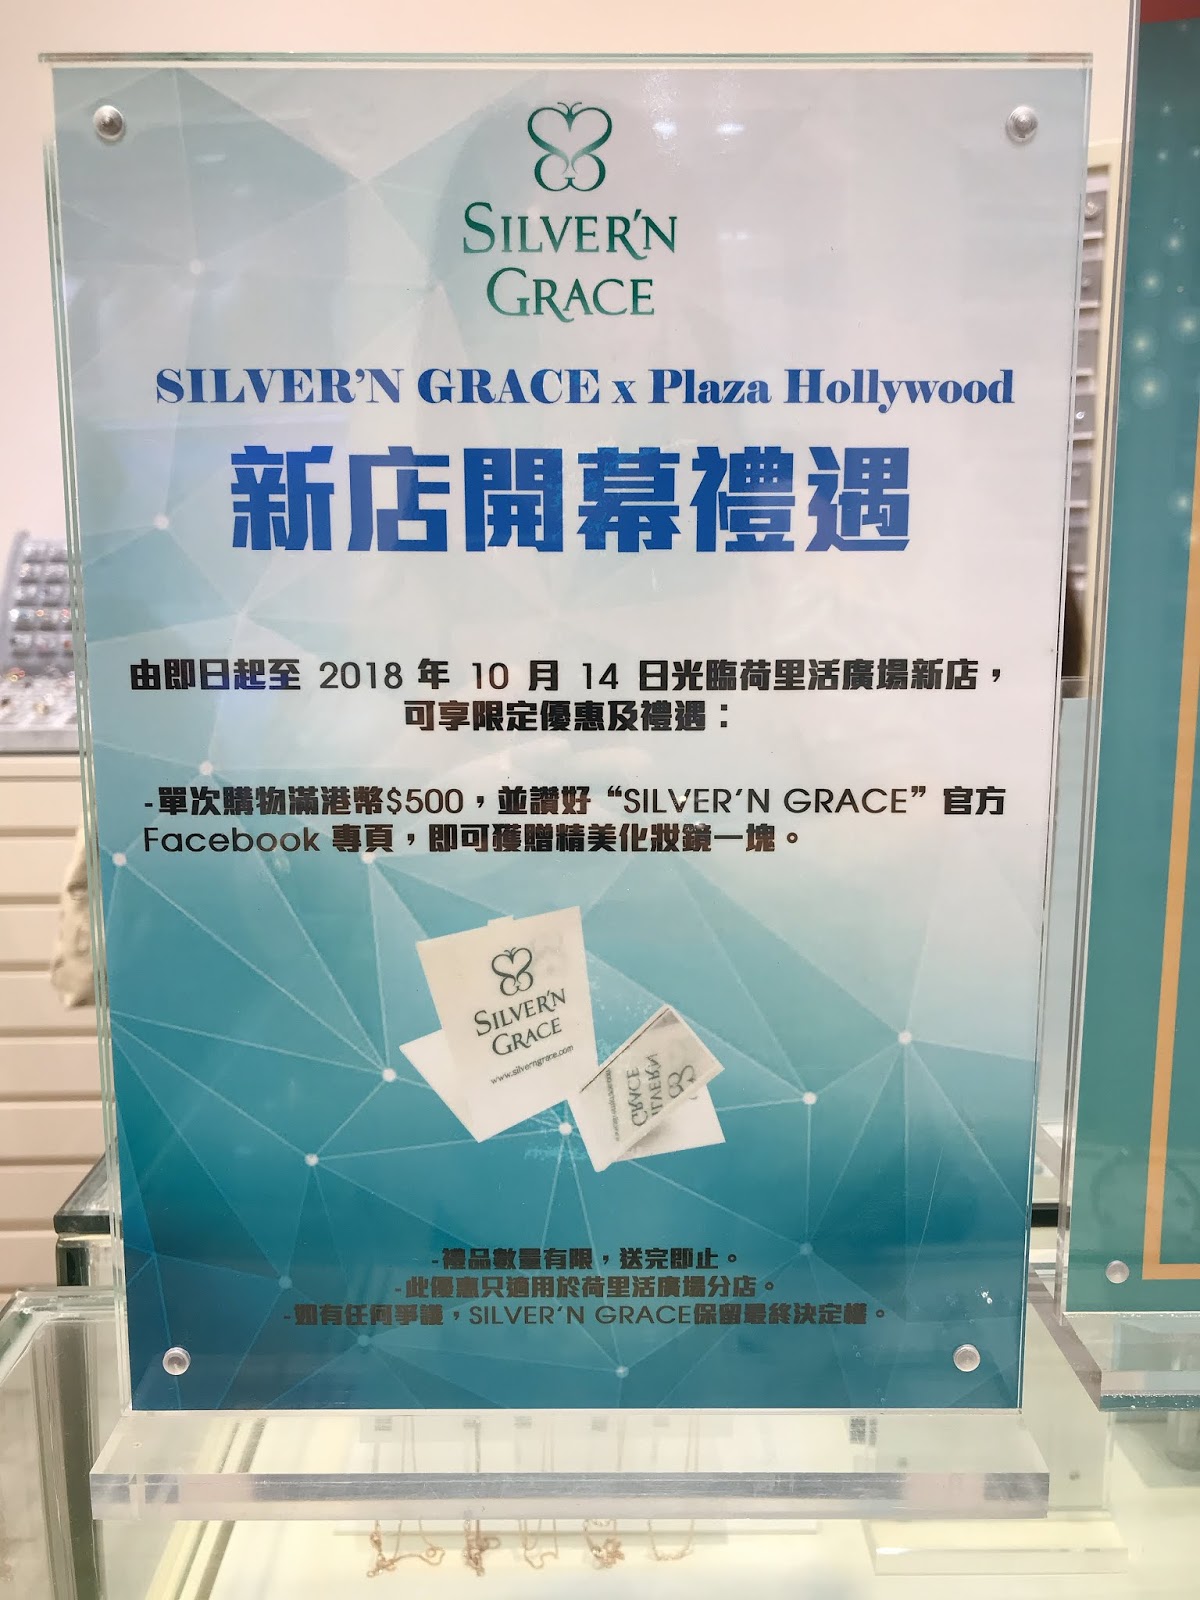 SILVER'N
GRACE
SILVER'N GRACE x Plaza Hollywood
新店開幕禮遇
由即日起至 2018 年 10 月 14 日光臨荷里活廣場新店，
可享限定優惠及禮遇：
-單次購物滿港幣$500，並讚好“SILVER'N GRACE”官方
Facebook 專頁，即可獲贈精美化妝鏡一塊。
SILVER'N
GRACE
www.silverngrace.com
SILVER'N
GRACE
-禮品數量有限，送完即止。
-此優惠只適用於荷里活廣場分店。
-如有任何爭議，SILVER'N GRACE保留最終決定權。